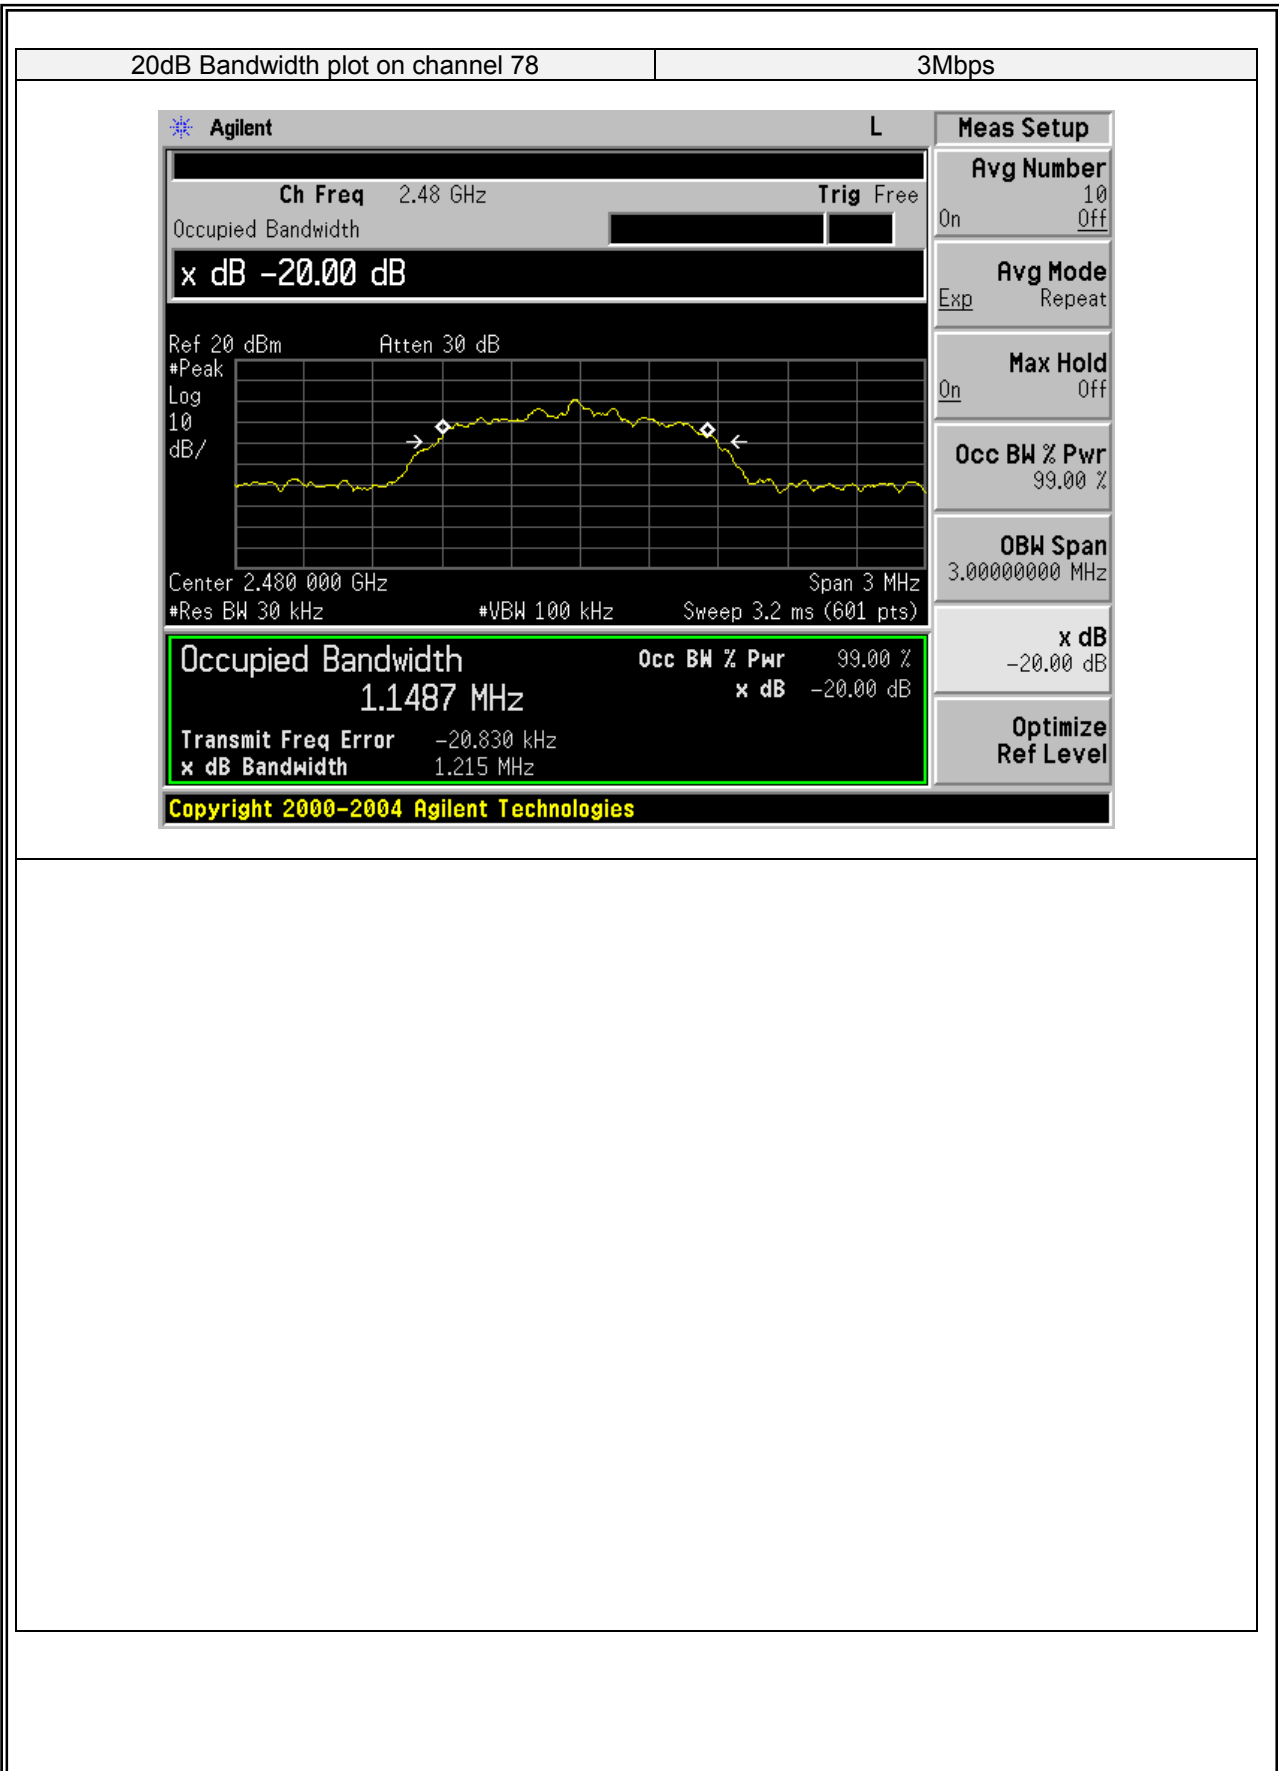 20dB Bandwidth plot on channel 78 3Mbps
Agilent L Meas Setup
Ch Freq 2.48 GHz Trig Free
Occupied Bandwidth
x dB -20.00 dB
Ref 20 dBm Atten 30 dB
#Peak
Log
10
dB/
Center 2.480 000 GHz Span 3 MHz
#Res BW 30 kHz #VBW 100 kHz Sweep 3.2 ms (601 pts)
Occupied Bandwidth Occ BW % Pwr 99.00 %
1.1487 MHz x dB -20.00 dB
Transmit Freq Error -20.830 kHz
x dB Bandwidth 1.215 MHz
Copyright 2000-2004 Agilent Technologies
Avg Number
10
On Off
Avg Mode
Exp Repeat
Max Hold
On Off
Occ BW % Pwr
99.00 %
OBW Span
3.00000000 MHz
x dB
-20.00 dB
Optimize
Ref Level